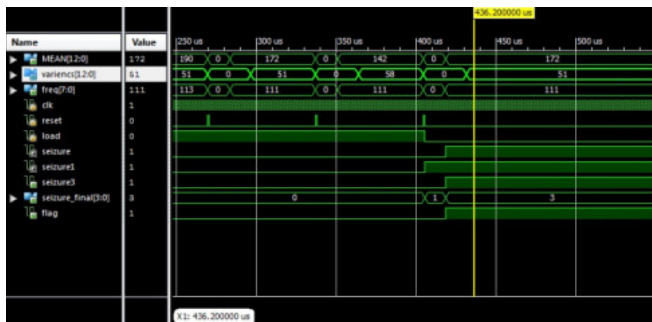 436.200000 us
Name Value 250 us 300 us 350 us 400 us 450 us 500 us
MEAN[12:0] 172 190 0 172 0 142 0 172
variencs[12:0] 61 51 0 51 0 58 0 51
freq[7:0] 111 113 0 111 0 111 0 111
clk 1
reset 0
load 0
seizure 1
seizure1 1
seizure3 1
seizure_final[3:0] 3 0 1 3
flag 1
X1: 436.200000 us